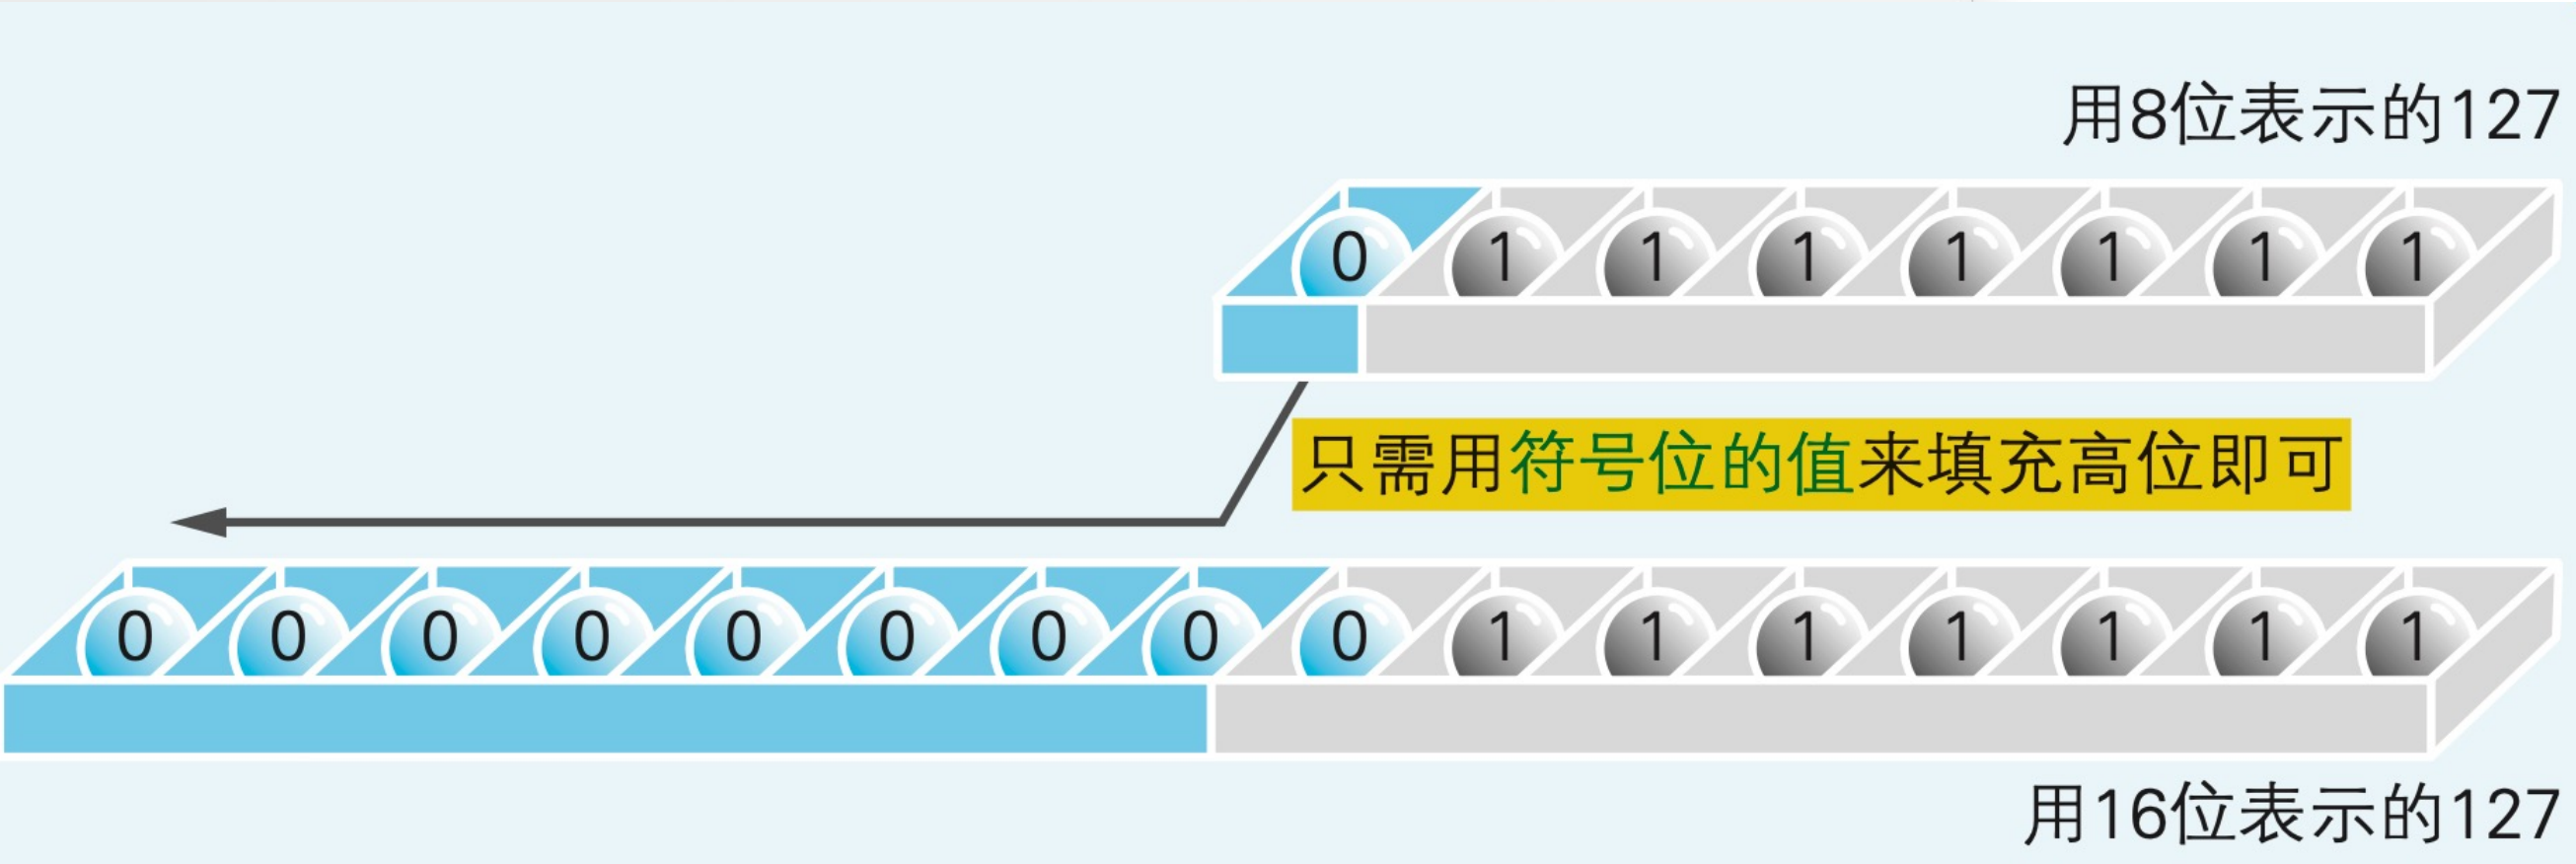 用8位表示的127
0 1 1 1 1 1 1 1
只需用符号位的值来填充高位即可
0 0 0 0 0 0 0 0 0 1 1 1 1 1 1 1
用16位表示的127